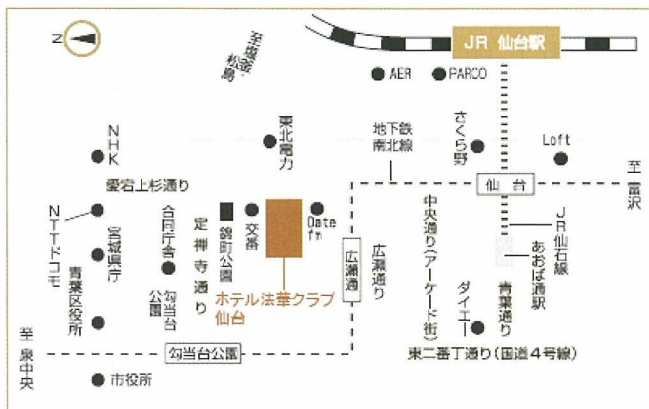 N
至塩釜・
松島
JR 仙台駅
AER
PARCO
NHK
東北電力
地下鉄
南北線
さくら野
Loft
愛宕上杉通り
仙台
至 富沢
NTTドコモ
宮城県庁
合同庁舎
定禅寺通り
錦町公園
交番
Date
fm
広瀬通
広瀬通り
中央通り(アーケード街)
JR仙石線
あおば通駅
青葉通り
青葉区役所
勾当台
公園
ホテル法華クラブ
仙台
ダイエー
至 泉中央
勾当台公園
東二番丁通り(国道4号線)
市役所